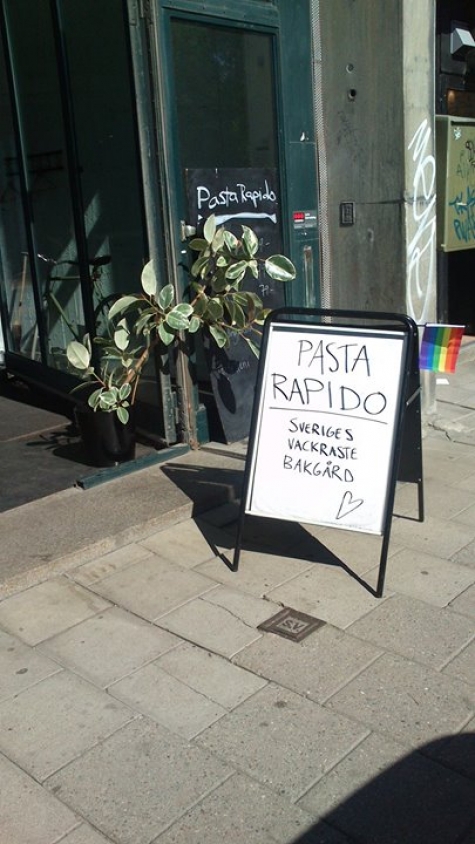 Pasta Rapido
PASTA
RAPIDO
SVERIGES
VACKRASTE
BAKGÅRD
SV